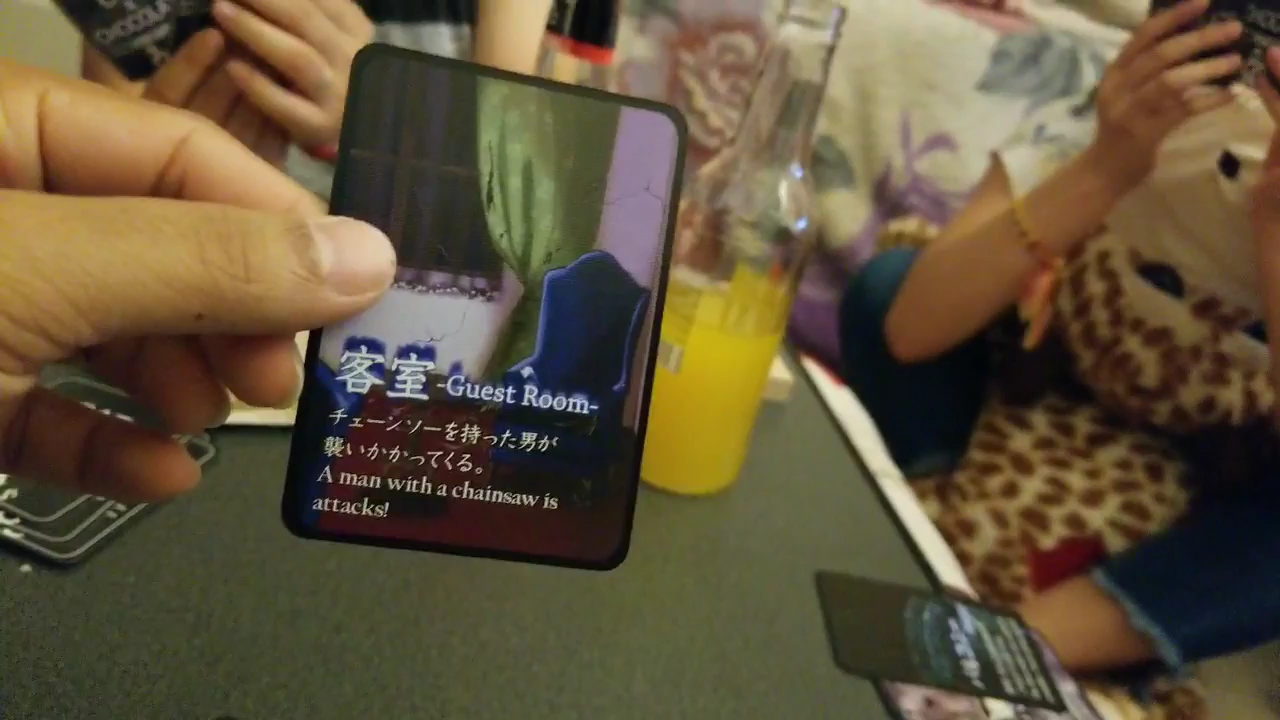 CHOCOLA
客室 -Guest Room-
チェーンソーを持った男が
襲いかかってくる。
A man with a chainsaw is
attacks!